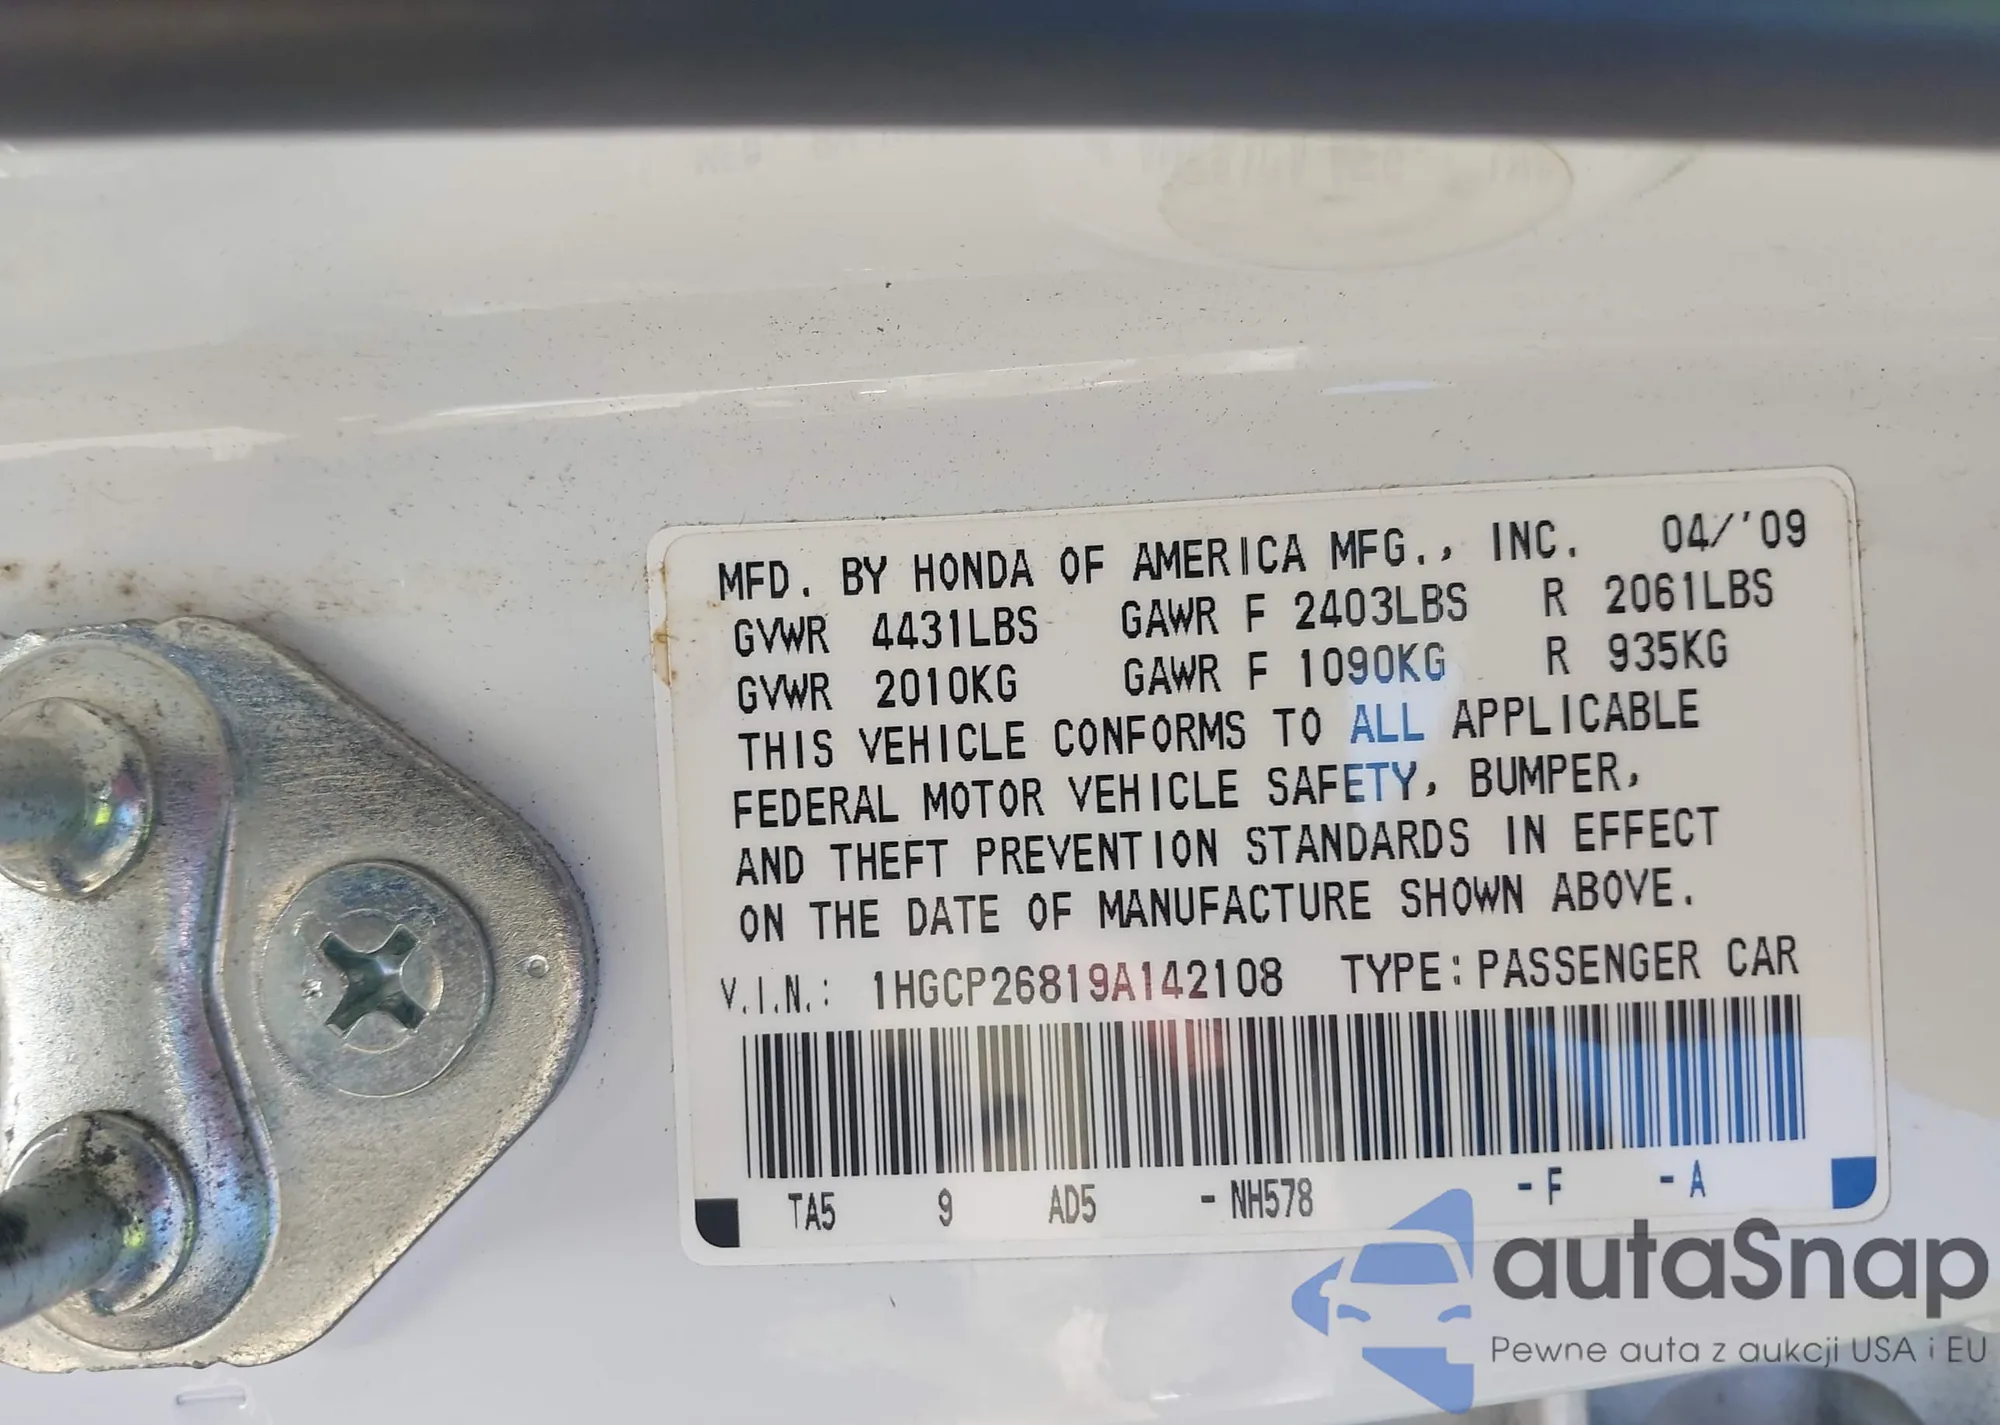 MFD. BY HONDA OF AMERICA MFG., INC. 04/'09
GVWR 4431LBS GAWR F 2403LBS R 2061LBS
GVWR 2010KG GAWR F 1090KG R 935KG
THIS VEHICLE CONFORMS TO ALL APPLICABLE
FEDERAL MOTOR VEHICLE SAFETY, BUMPER,
AND THEFT PREVENTION STANDARDS IN EFFECT
ON THE DATE OF MANUFACTURE SHOWN ABOVE.
V.I.N.: 1HGCP26819A142108 TYPE: PASSENGER CAR
TA5 9 AD5 - NH578 - F - A
autaSnap
Pewne auta z aukcji USA i EU